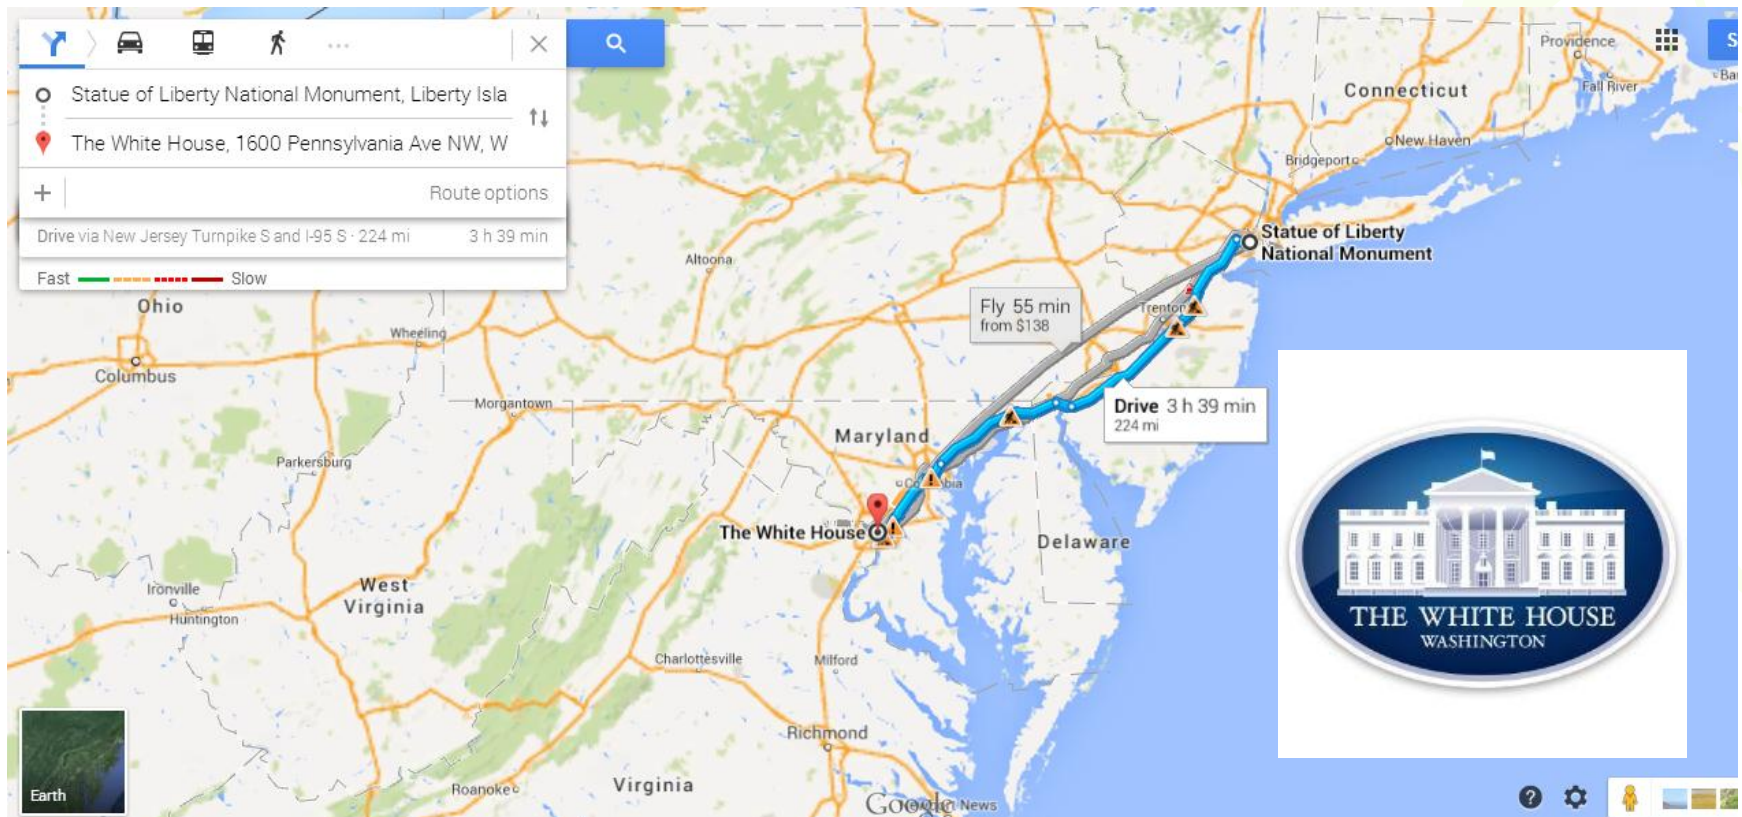 Statue of Liberty National Monument, Liberty Isla
The White House, 1600 Pennsylvania Ave NW, W
Route options
Drive via New Jersey Turnpike S and I-95 S · 224 mi 3 h 39 min
Fast Slow
Providence
Fall River
Connecticut
New Haven
Bridgeport
Statue of Liberty
National Monument
Altoona
Ohio
Wheeling
Fly 55 min
from $138
Trenton
Columbus
Morgantown
Drive 3 h 39 min
224 mi
Maryland
Parkersburg
The White House
Delaware
West
Virginia
Ironville
Huntington
THE WHITE HOUSE
WASHINGTON
Charlottesville
Milford
Richmond
Virginia
Roanoke
Earth
Google
News